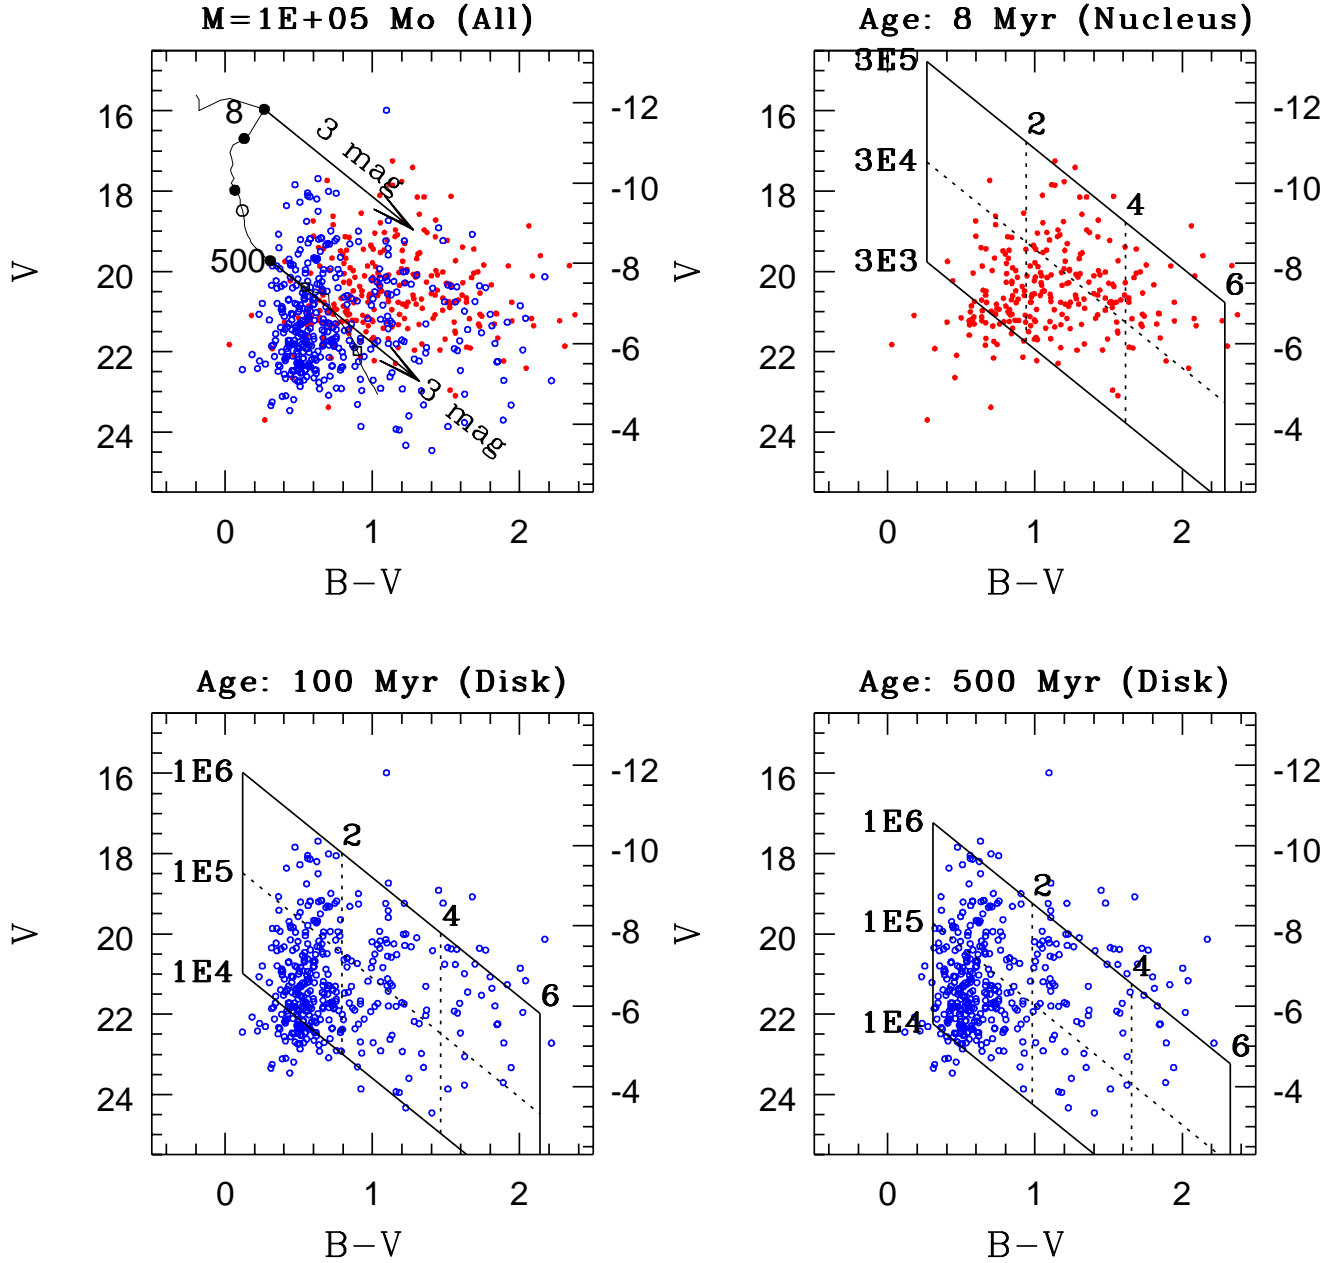 M=1E+05 Mo (All)
8
3 mag
500
3 mag
16
18
20
22
24
-12
-10
-8
-6
-4
0
1
2
V
B-V
Age: 8 Myr (Nucleus)
3E5
3E4
3E3
2
4
6
16
18
20
22
24
-12
-10
-8
-6
-4
0
1
2
V
B-V
Age: 100 Myr (Disk)
1E6
1E5
1E4
2
4
6
16
18
20
22
24
-12
-10
-8
-6
-4
0
1
2
V
B-V
Age: 500 Myr (Disk)
1E6
1E5
1E4
2
4
6
16
18
20
22
24
-12
-10
-8
-6
-4
0
1
2
V
B-V